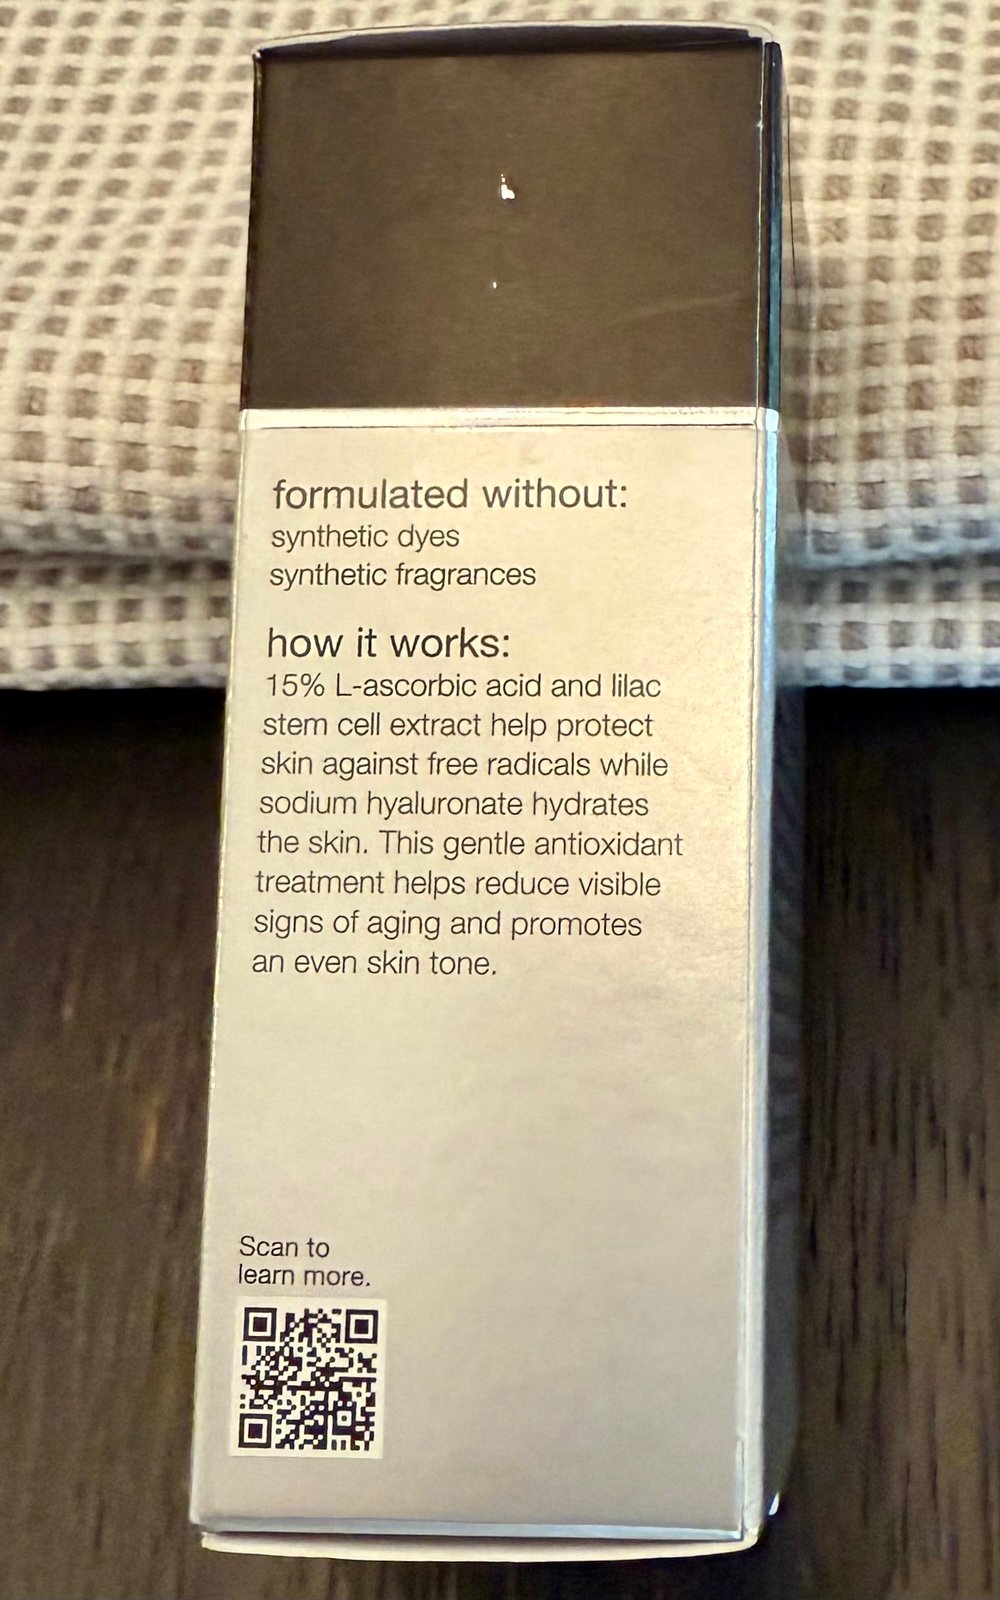 formulated without:
synthetic dyes
synthetic fragrances
how it works:
15% L-ascorbic acid and lilac
stem cell extract help protect
skin against free radicals while
sodium hyaluronate hydrates
the skin. This gentle antioxidant
treatment helps reduce visible
signs of aging and promotes
an even skin tone.
Scan to
learn more.